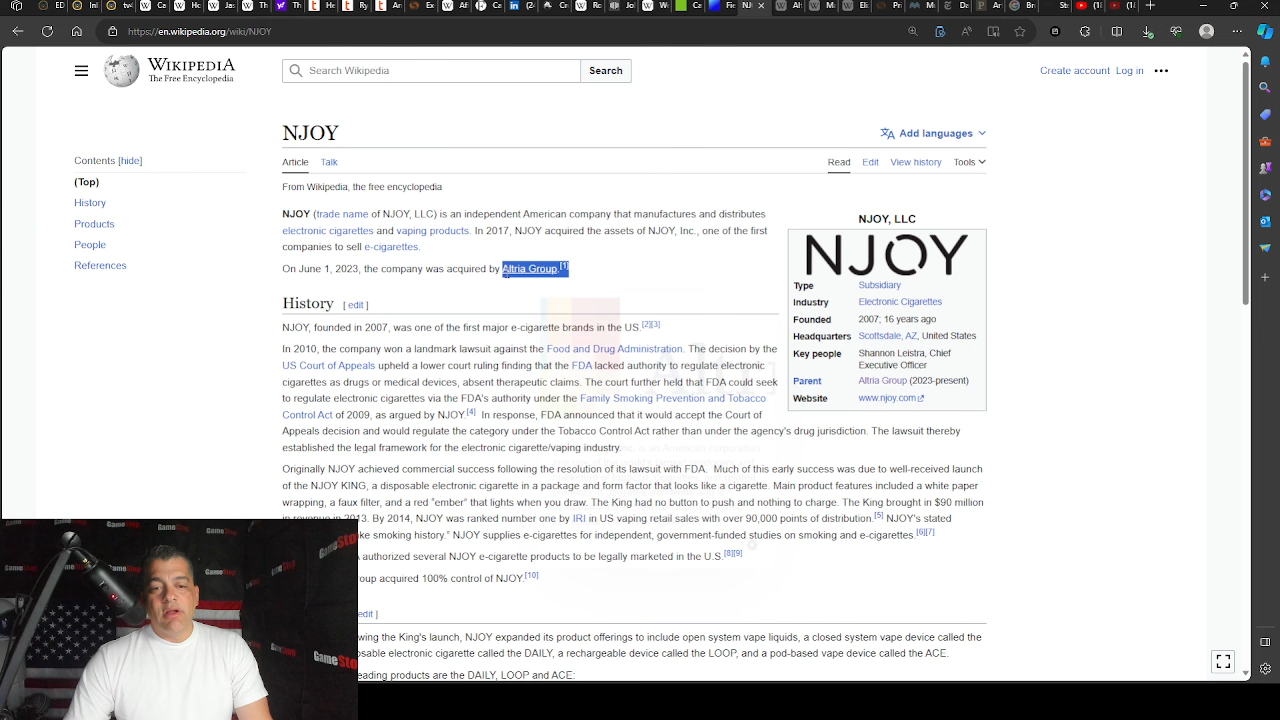 https://en.wikipedia.org/wiki/NJOY
WIKIPEDIA
The Free Encyclopedia
Search Wikipedia
Search
Create account Log in
NJOY
Add languages
Contents [hide]
(Top)
History
Products
People
References
Article Talk
Read Edit View history Tools
From Wikipedia, the free encyclopedia
NJOY (trade name of NJOY, LLC) is an independent American company that manufactures and distributes
electronic cigarettes and vaping products. In 2017, NJOY acquired the assets of NJOY, Inc., one of the first
companies to sell e-cigarettes.
On June 1, 2023, the company was acquired by Altria Group.[1]
NJOY, LLC
NJOY
Type Subsidiary
Industry Electronic Cigarettes
Founded 2007; 16 years ago
Headquarters Scottsdale, AZ, United States
Key people Shannon Leistra, Chief
Executive Officer
Parent Altria Group (2023-present)
Website www.njoy.com
History [ edit ]
NJOY, founded in 2007, was one of the first major e-cigarette brands in the US.[2][3]
In 2010, the company won a landmark lawsuit against the Food and Drug Administration. The decision by the
US Court of Appeals upheld a lower court ruling finding that the FDA lacked authority to regulate electronic
cigarettes as drugs or medical devices, absent therapeutic claims. The court further held that FDA could seek
to regulate electronic cigarettes via the FDA's authority under the Family Smoking Prevention and Tobacco
Control Act of 2009, as argued by NJOY.[4] In response, FDA announced that it would accept the Court of
Appeals decision and would regulate the category under the Tobacco Control Act rather than under the agency's drug jurisdiction. The lawsuit thereby
established the legal framework for the electronic cigarette/vaping industry.
Originally NJOY achieved commercial success following the resolution of its lawsuit with FDA. Much of this early success was due to well-received launch
of the NJOY KING, a disposable electronic cigarette in a package and form factor that looks like a cigarette. Main product features included a white paper
wrapping, a faux filter, and a red "ember" that lights when you draw. The King had no button to push and nothing to charge. The King brought in $90 million
in revenue in 2013. By 2014, NJOY was ranked number one by IRI in US vaping retail sales with over 90,000 points of distribution.[5] NJOY's stated
ke smoking history." NJOY supplies e-cigarettes for independent, government-funded studies on smoking and e-cigarettes.[6][7]
authorized several NJOY e-cigarette products to be legally marketed in the U.S.[8][9]
roup acquired 100% control of NJOY.[10]
edit ]
wing the King's launch, NJOY expanded its product offerings to include open system vape liquids, a closed system vape device called the
osable electronic cigarette called the DAILY, a rechargeable device called the LOOP, and a pod-based vape device called the ACE.
eading products are the DAILY, LOOP and ACE:
GameStop
GameStop
GameStop